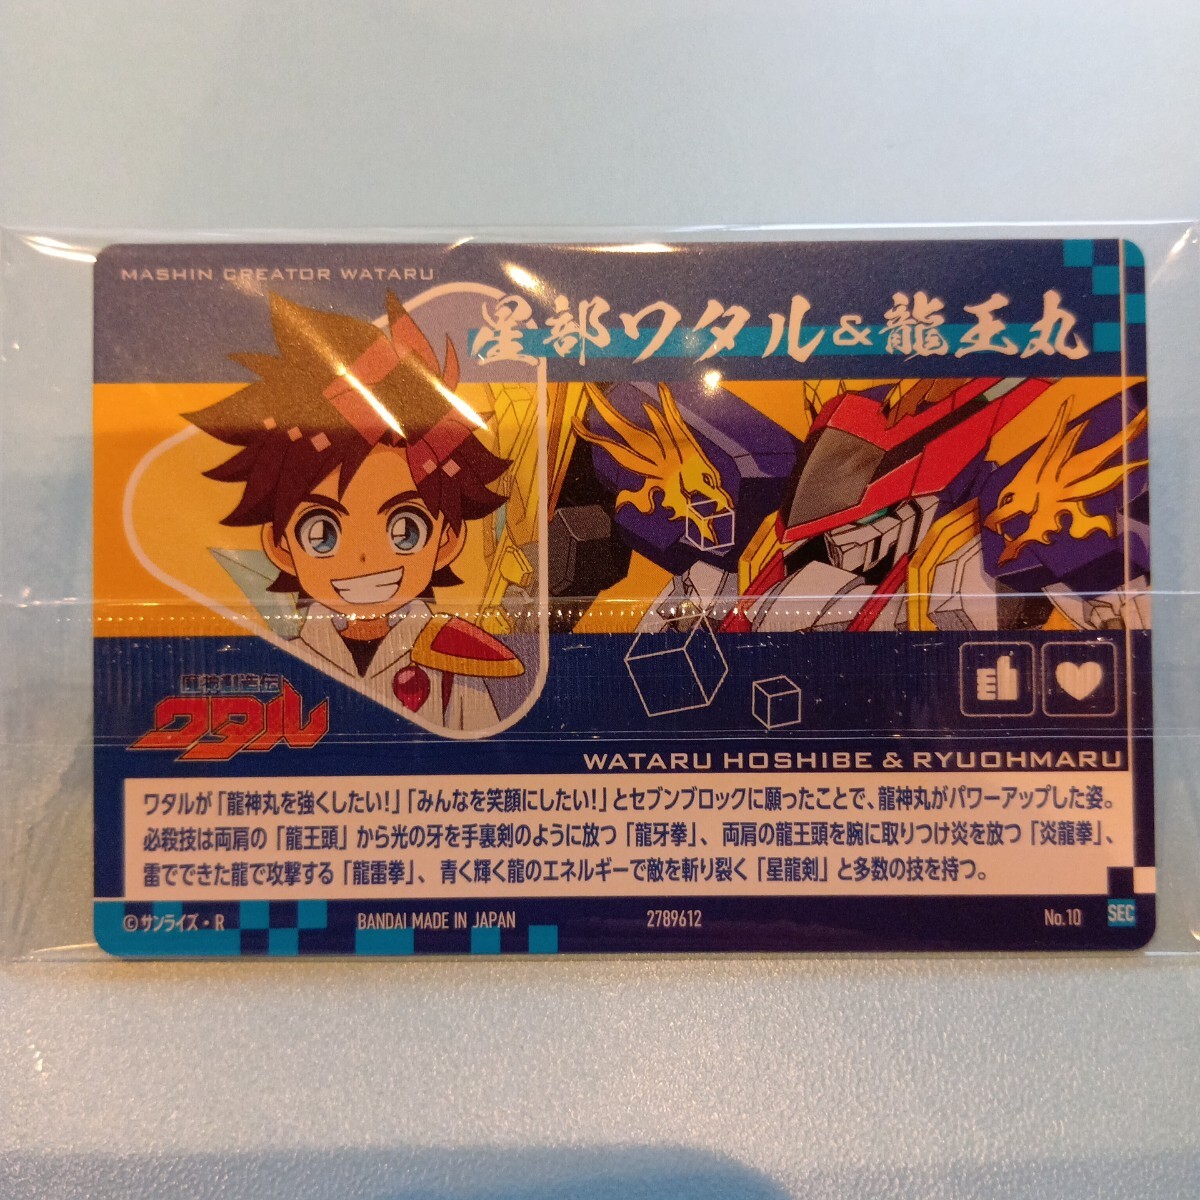 MASHIN CREATOR WATARU
星部ワタル&龍王丸
魔神創造伝
ワタル
WATARU HOSHIBE & RYUOHMARU
ワタルが「龍神丸を強くしたい!」「みんなを笑顔にしたい!」とセブンブロックに願ったことで、龍神丸がパワーアップした姿。
必殺技は両肩の「龍王頭」から光の牙を手裏剣のように放つ「龍牙拳」、両肩の龍王頭を腕に取りつけ炎を放つ「炎龍拳」、
雷でできた龍で攻撃する「龍雷拳」、青く輝く龍のエネルギーで敵を斬り裂く「星龍剣」と多数の技を持つ。
©サンライズ・R BANDAI MADE IN JAPAN 2789612 No.10 SEC